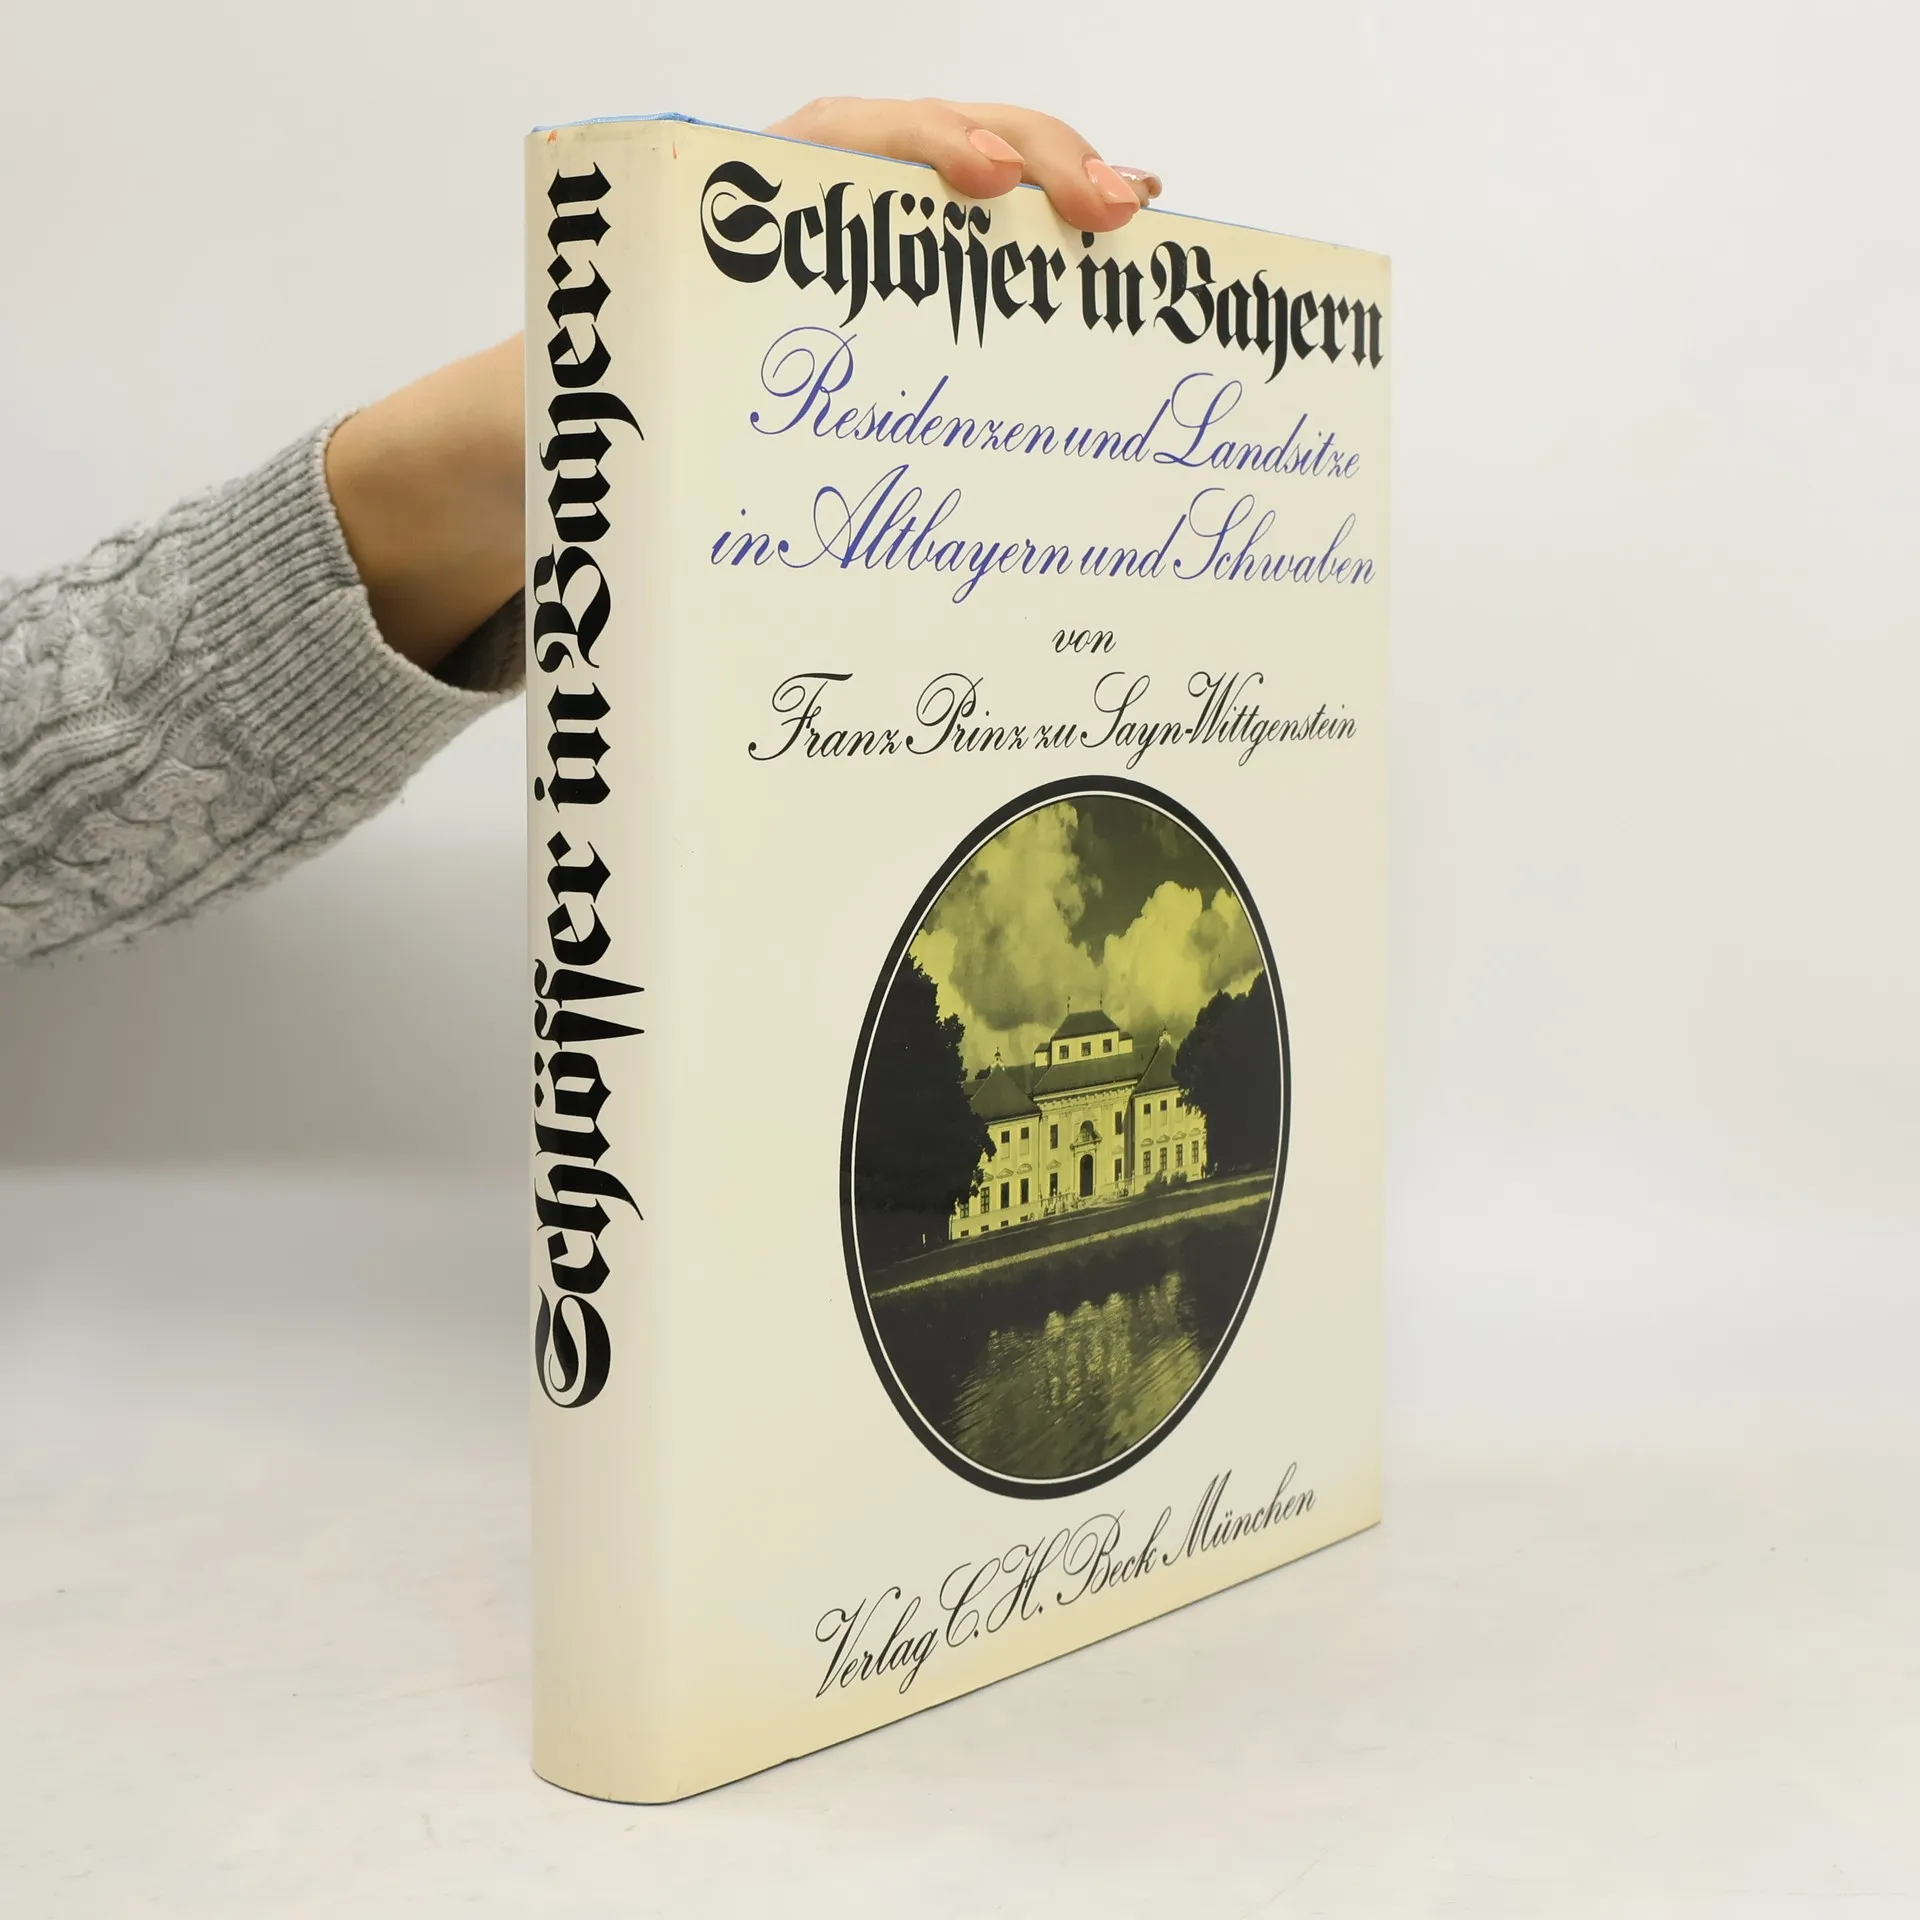 Schlösser in Bayern
Schlösser in Bayern
Residenzen und Landsitze
in Altbayern und Schwaben
von
Franz Prinz zu Sayn-Wittgenstein
Verlag C. H. Beck München